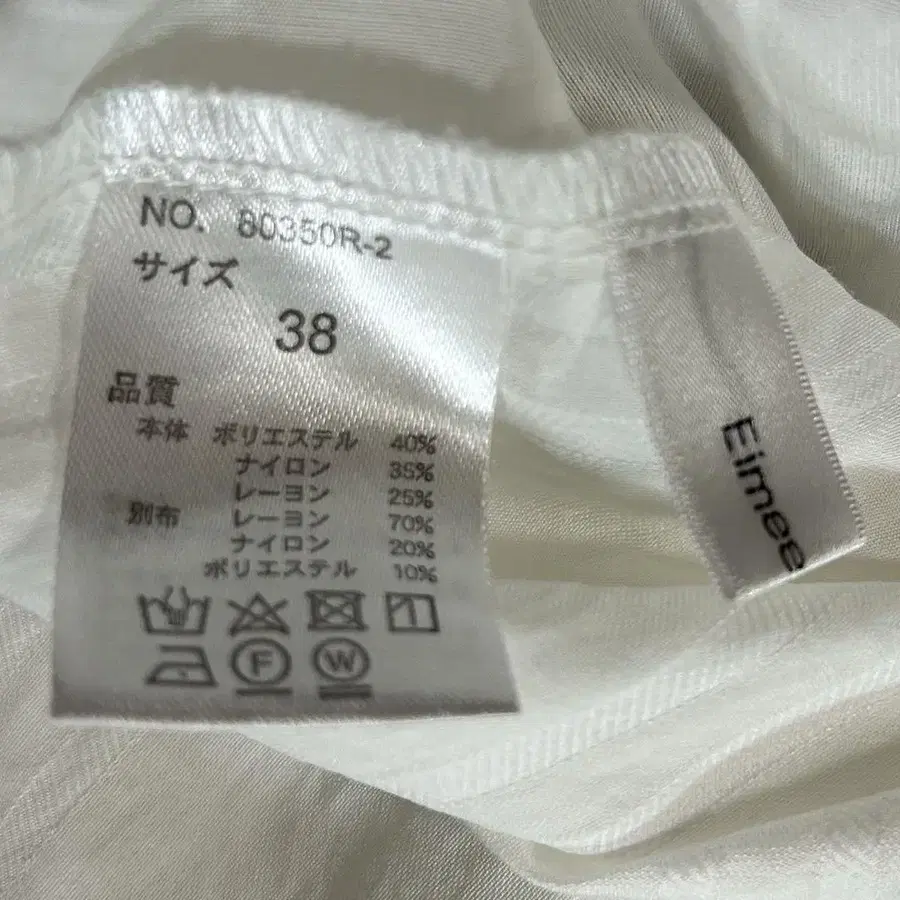 NO. 80350R-2
サイズ
38
品質
本体 ポリエステル 40%
ナイロン 35%
レーヨン 25%
別布 レーヨン 70%
ナイロン 20%
ポリエステル 10%
F W
Eimee